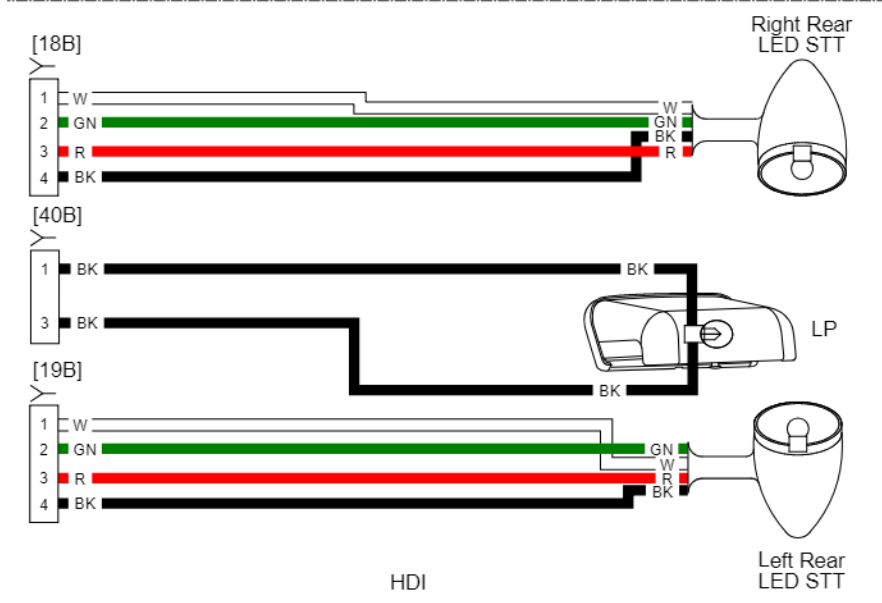 Right Rear
LED STT
[18B]
1 W W
2 GN GN
BK
3 R R
4 BK
[40B]
1 BK BK
3 BK
LP
[19B]
BK
1 W
2 GN GN
W
3 R R
4 BK BK
Left Rear
LED STT
HDI